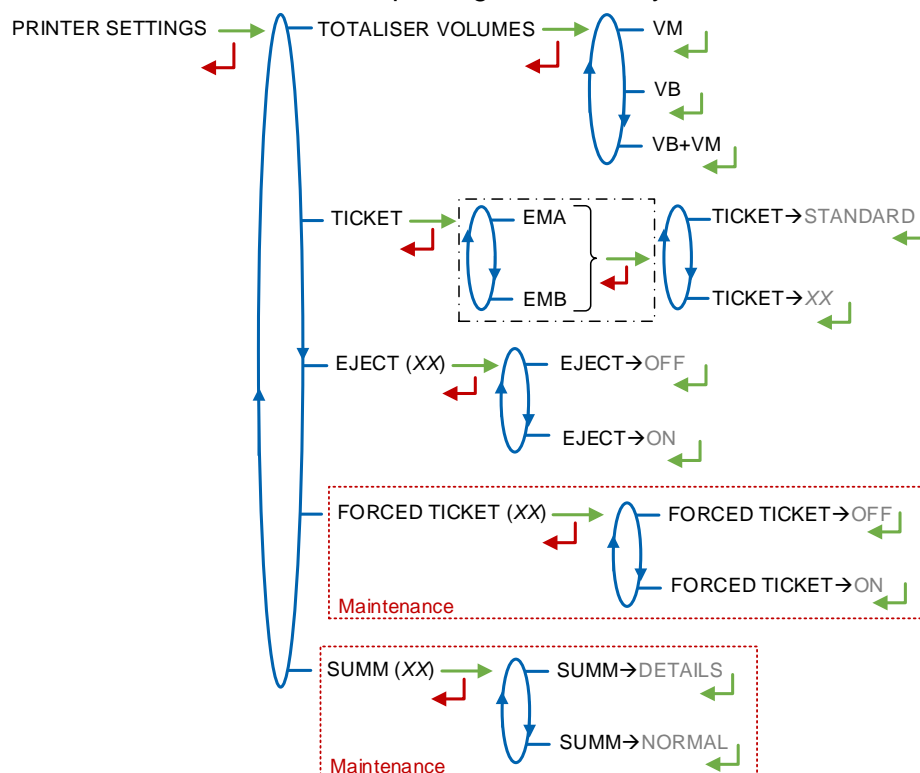 PRINTER SETTINGS
TOTALISER VOLUMES
VM
VB
VB+VM
TICKET
EMA
EMB
TICKET→STANDARD
TICKET→XX
EJECT (XX)
EJECT→OFF
EJECT→ON
FORCED TICKET (XX)
FORCED TICKET→OFF
FORCED TICKET→ON
Maintenance
SUMM (XX)
SUMM→DETAILS
SUMM→NORMAL
Maintenance